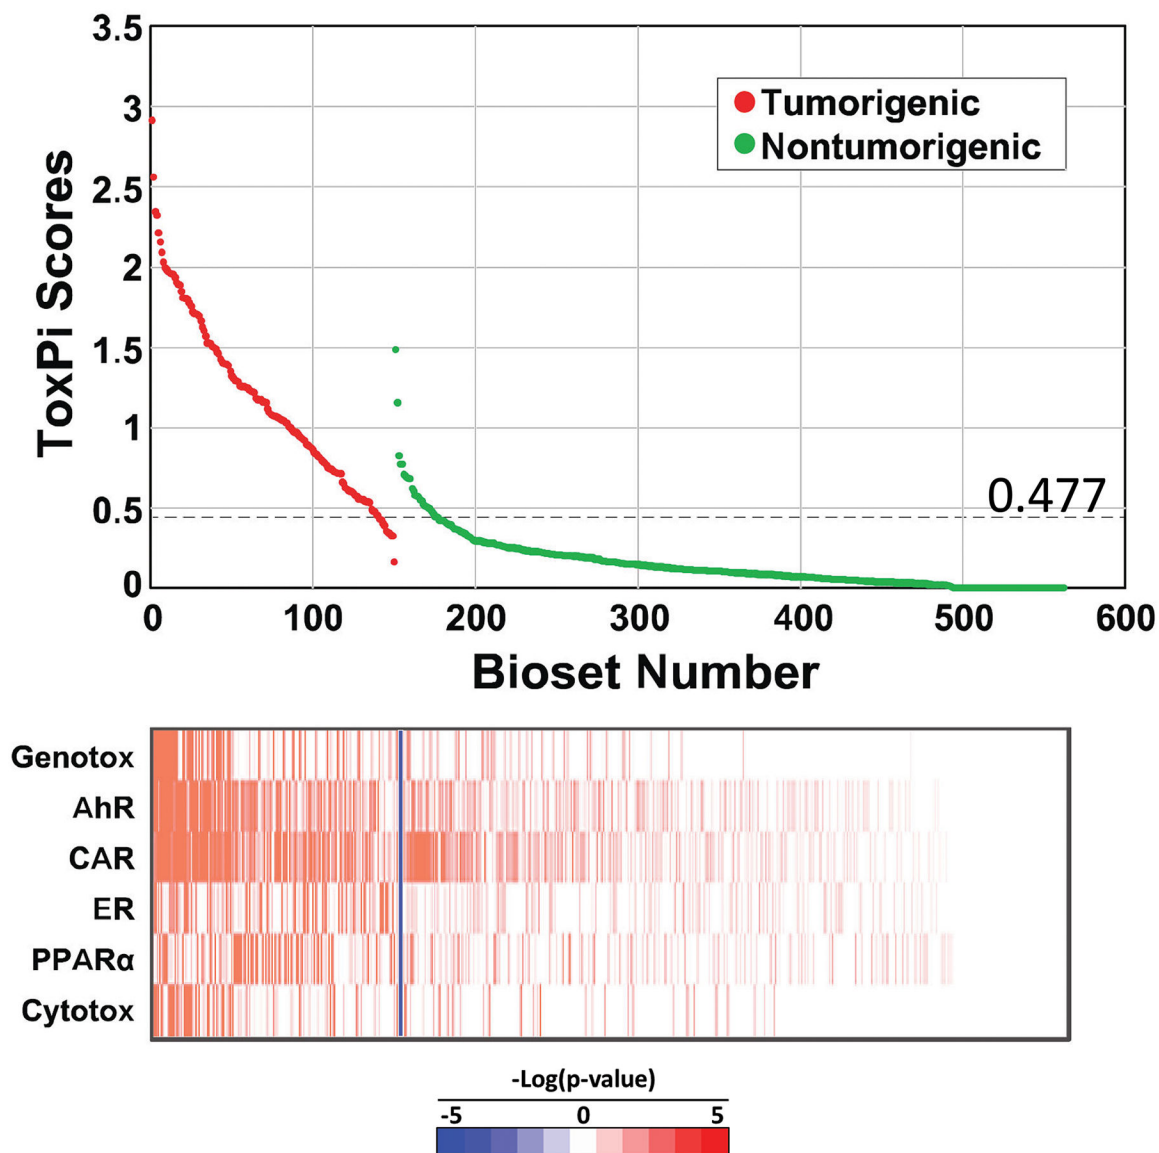 3.5
3
2.5
2
1.5
1
0.5
0
ToxPi Scores
Tumorigenic
Nontumorigenic
0.477
0 100 200 300 400 500 600
Bioset Number
Genotox
AhR
CAR
ER
PPARα
Cytotox
-Log(p-value)
-5 0 5